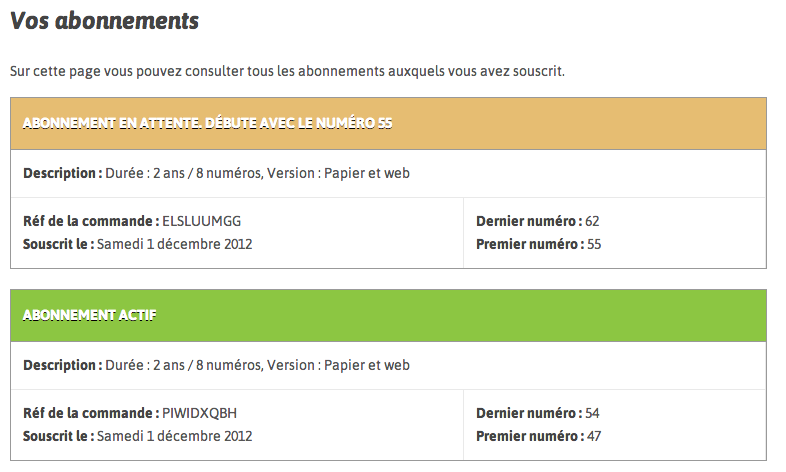 Vos abonnements
Sur cette page vous pouvez consulter tous les abonnements auxquels vous avez souscrit.
ABONNEMENT EN ATTENTE. DÉBUTE AVEC LE NUMÉRO 55
Description : Durée : 2 ans / 8 numéros, Version : Papier et web
Réf de la commande : ELSLUUMGG
Souscrit le : Samedi 1 décembre 2012
Dernier numéro : 62
Premier numéro : 55
ABONNEMENT ACTIF
Description : Durée : 2 ans / 8 numéros, Version : Papier et web
Réf de la commande : PIWIDXQBH
Souscrit le : Samedi 1 décembre 2012
Dernier numéro : 54
Premier numéro : 47